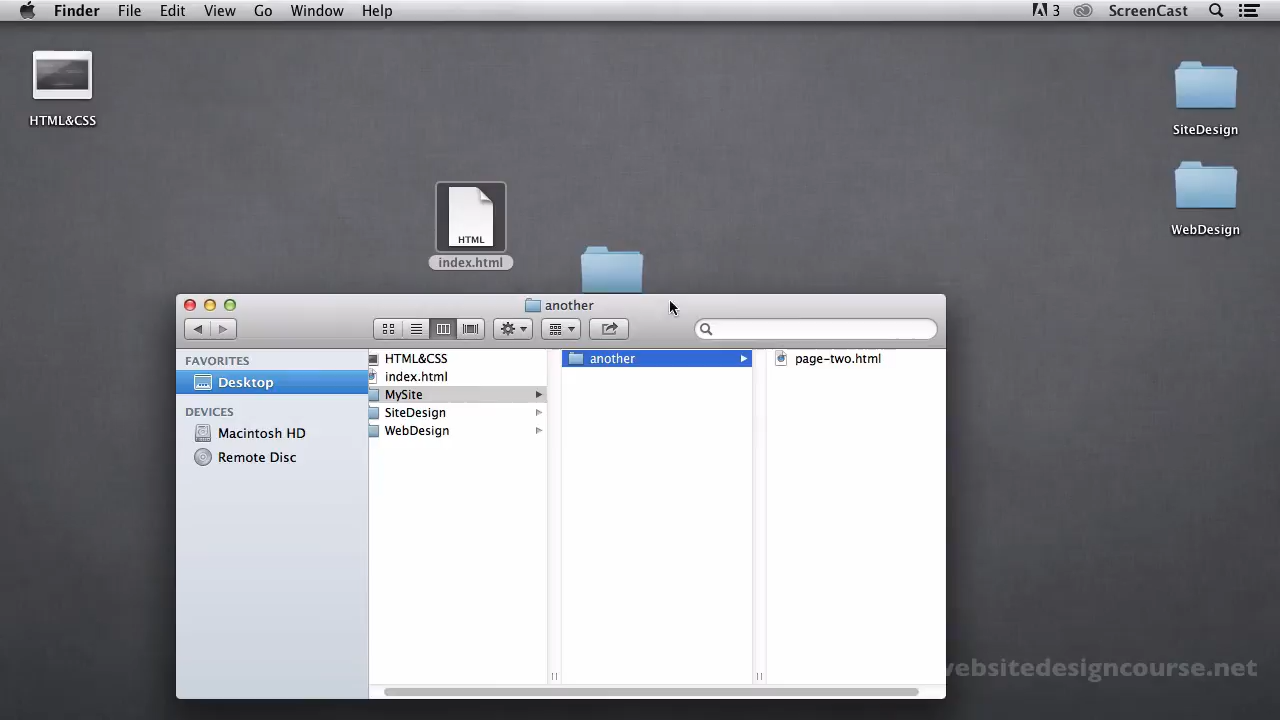 Finder File Edit View Go Window Help 3 ScreenCast
HTML&CSS
SiteDesign
WebDesign
HTML
index.html
another
FAVORITES
Desktop
DEVICES
Macintosh HD
Remote Disc
HTML&CSS
index.html
MySite
SiteDesign
WebDesign
another
page-two.html
websitedesigncourse.net